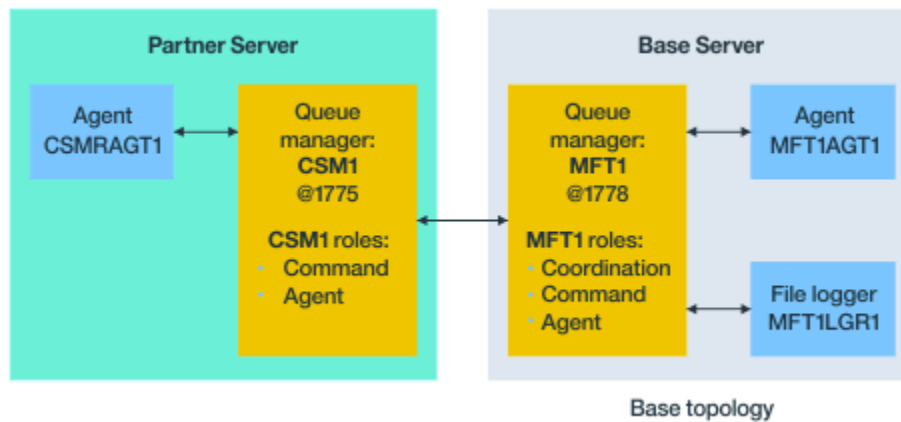 Partner Server
Agent
CSMRAGT1
Queue
manager:
CSM1
@1775
CSM1 roles:
• Command
• Agent
Base Server
Queue
manager:
MFT1
@1778
MFT1 roles:
• Coordination
• Command
• Agent
Agent
MFT1AGT1
File logger
MFT1LGR1
Base topology